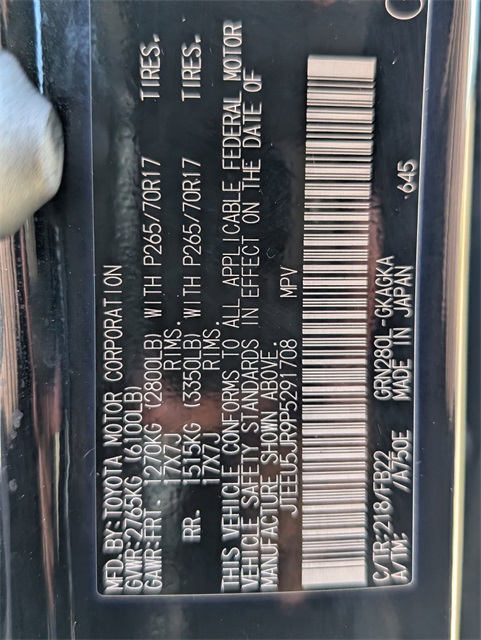 MFD.BY:TOYOTA MOTOR CORPORATION
GVWR:2765KG (6100LB)
GAWR:FRT. 1270KG (2800LB) WITH P265/70R17 TIRES.
17X7J RIMS.
RR. 1515KG (3350LB) WITH P265/70R17 TIRES.
17X7J RIMS.
THIS VEHICLE CONFORMS TO ALL APPLICABLE FEDERAL MOTOR
VEHICLE SAFETY STANDARDS IN EFFECT ON THE DATE OF
MANUFACTURE SHOWN ABOVE.
JTEEU5JR9P5291708 MPV
645
C/TR:218/FB22 GRN280L-GKAGKA
A/TM: /A750E MADE IN JAPAN